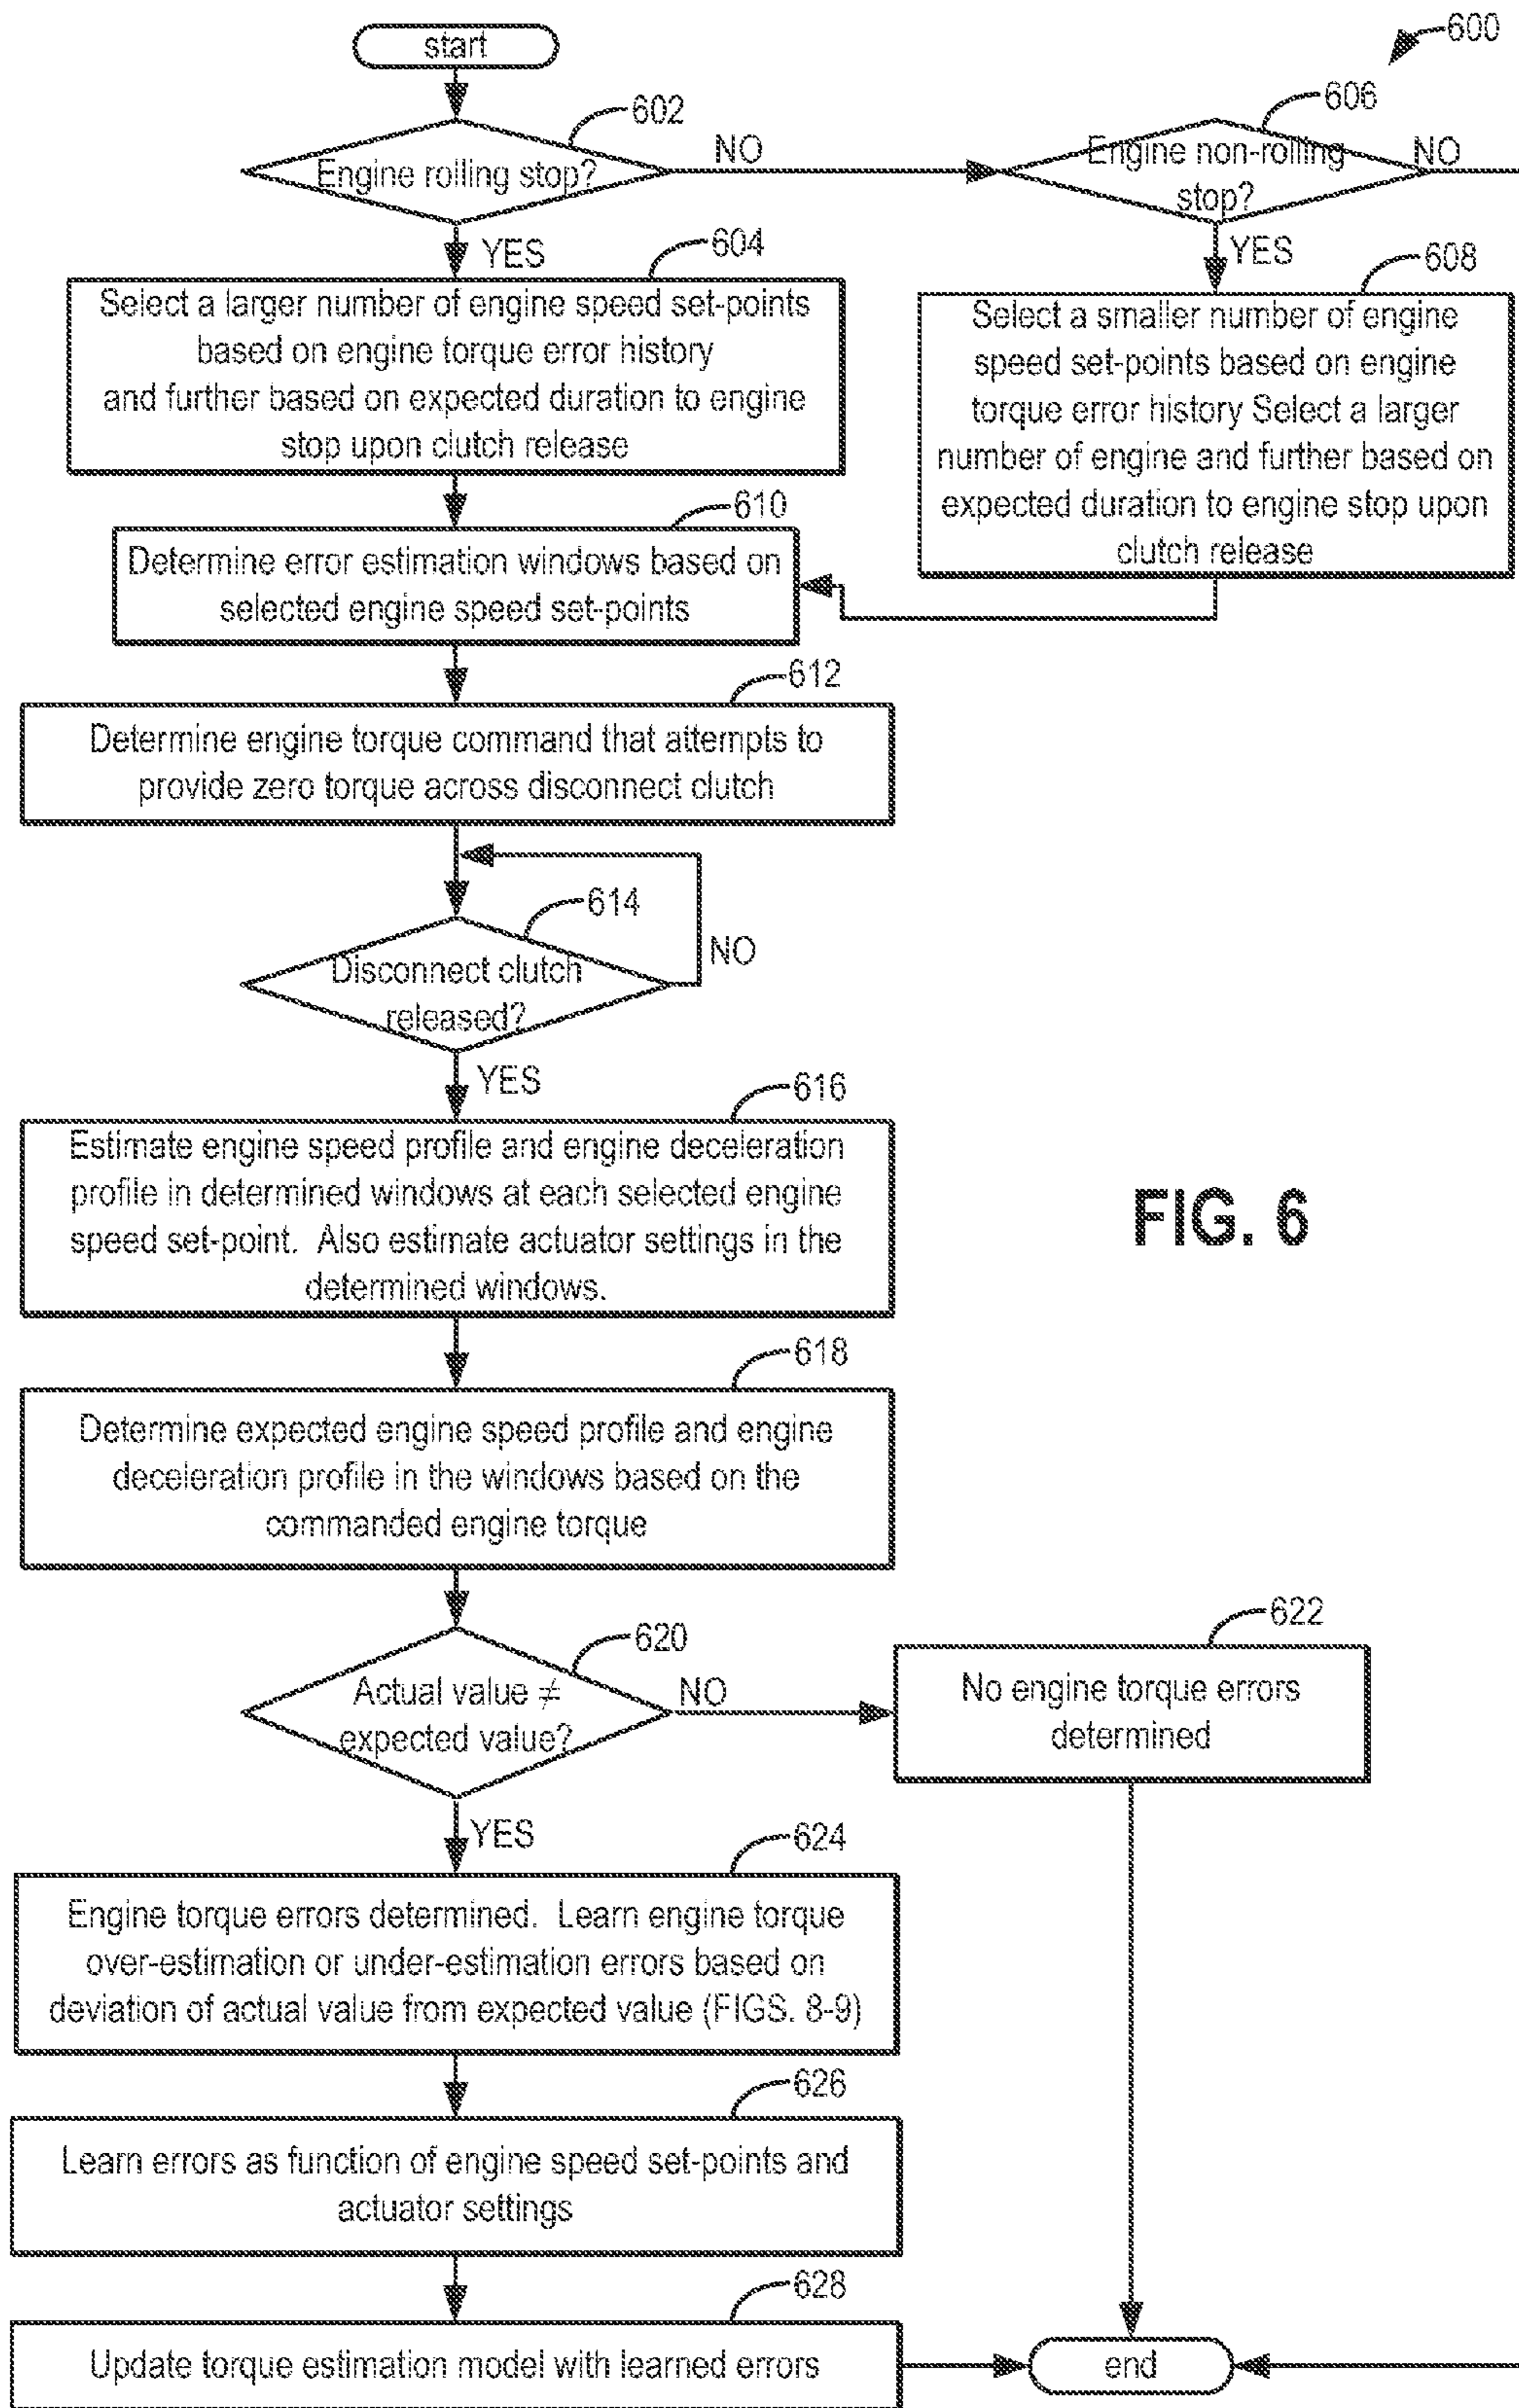 600
start
602
Engine rolling stop?
NO
606
Engine non-rolling
stop?
NO
YES
604
Select a larger number of engine speed set-points
based on engine torque error history
and further based on expected duration to engine
stop upon clutch release
YES
608
Select a smaller number of engine
speed set-points based on engine
torque error history Select a larger
number of engine and further based on
expected duration to engine stop upon
clutch release
610
Determine error estimation windows based on
selected engine speed set-points
612
Determine engine torque command that attempts to
provide zero torque across disconnect clutch
614
Disconnect clutch
released?
NO
YES
616
Estimate engine speed profile and engine deceleration
profile in determined windows at each selected engine
speed set-point. Also estimate actuator settings in the
determined windows.
FIG. 6
618
Determine expected engine speed profile and engine
deceleration profile in the windows based on the
commanded engine torque
620
Actual value ≠
expected value?
NO
622
No engine torque errors
determined
YES
624
Engine torque errors determined. Learn engine torque
over-estimation or under-estimation errors based on
deviation of actual value from expected value (FIGS. 8-9)
626
Learn errors as function of engine speed set-points and
actuator settings
628
Update torque estimation model with learned errors
end